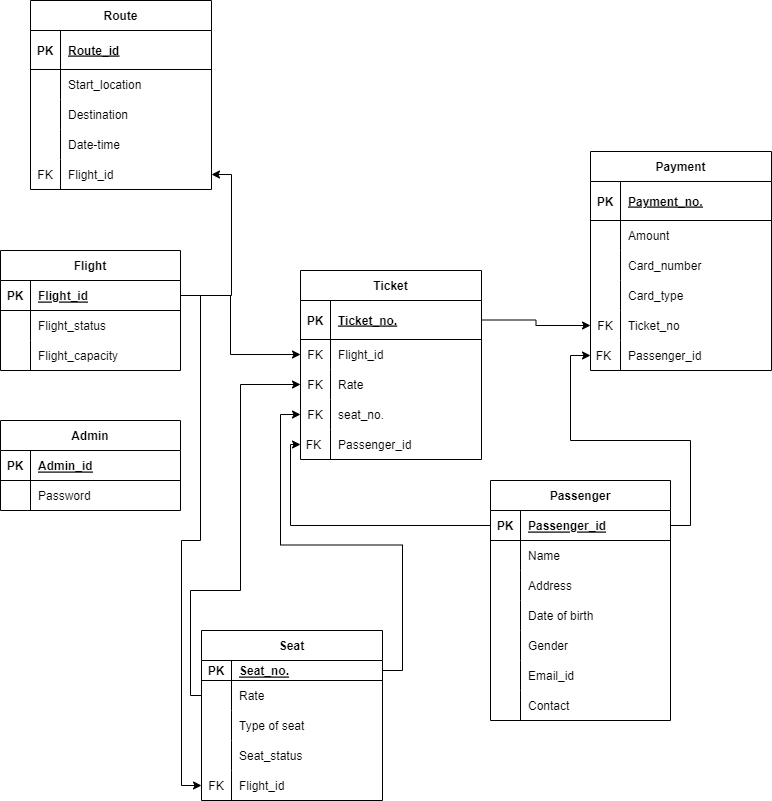 Route
PK Route_id
Start_location
Destination
Date-time
FK Flight_id
Flight
PK Flight_id
Flight_status
Flight_capacity
Admin
PK Admin_id
Password
Ticket
PK Ticket_no.
FK Flight_id
FK Rate
FK seat_no.
FK Passenger_id
Payment
PK Payment_no.
Amount
Card_number
Card_type
FK Ticket_no
FK Passenger_id
Passenger
PK Passenger_id
Name
Address
Date of birth
Gender
Email_id
Contact
Seat
PK Seat_no.
Rate
Type of seat
Seat_status
FK Flight_id